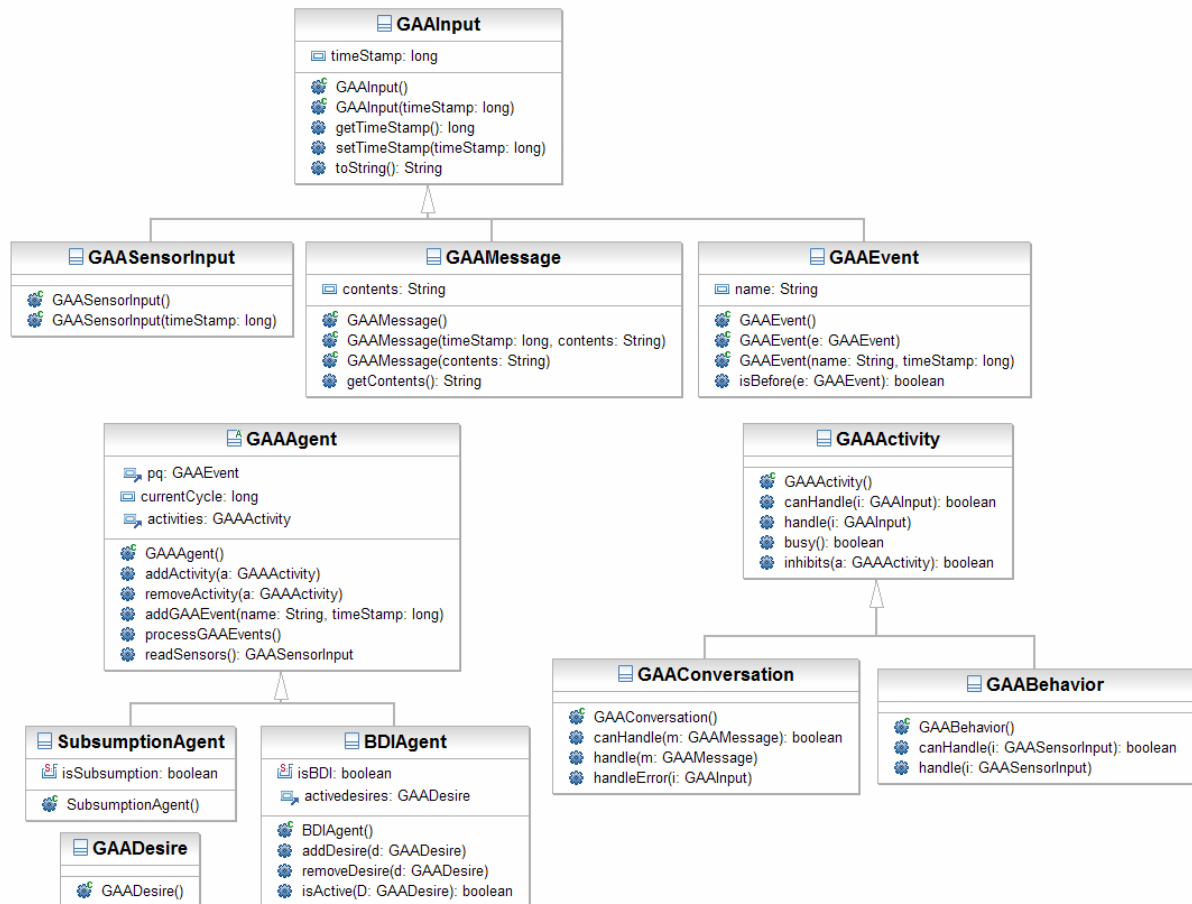 GAAInput
timeStamp: long
GAAInput()
GAAInput(timeStamp: long)
getTimeStamp(): long
setTimeStamp(timeStamp: long)
toString(): String
GAASensorInput
GAASensorInput()
GAASensorInput(timeStamp: long)
GAAMessage
contents: String
GAAMessage()
GAAMessage(timeStamp: long, contents: String)
GAAMessage(contents: String)
getContents(): String
GAAEvent
name: String
GAAEvent()
GAAEvent(e: GAAEvent)
GAAEvent(name: String, timeStamp: long)
isBefore(e: GAAEvent): boolean
GAAAgent
pq: GAAEvent
currentCycle: long
activities: GAAActivity
GAAAgent()
addActivity(a: GAAActivity)
removeActivity(a: GAAActivity)
addGAAEvent(name: String, timeStamp: long)
processGAAEvents()
readSensors(): GAASensorInput
GAAActivity
GAAActivity()
canHandle(i: GAAInput): boolean
handle(i: GAAInput)
busy(): boolean
inhibits(a: GAAActivity): boolean
SubsumptionAgent
isSubsumption: boolean
SubsumptionAgent()
BDIAgent
isBDI: boolean
activedesires: GAADesire
BDIAgent()
addDesire(d: GAADesire)
removeDesire(d: GAADesire)
isActive(D: GAADesire): boolean
GAAConversation
GAAConversation()
canHandle(m: GAAMessage): boolean
handle(m: GAAMessage)
handleError(i: GAAInput)
GAABehavior
GAABehavior()
canHandle(i: GAASensorInput): boolean
handle(i: GAASensorInput)
GAADesire
GAADesire()